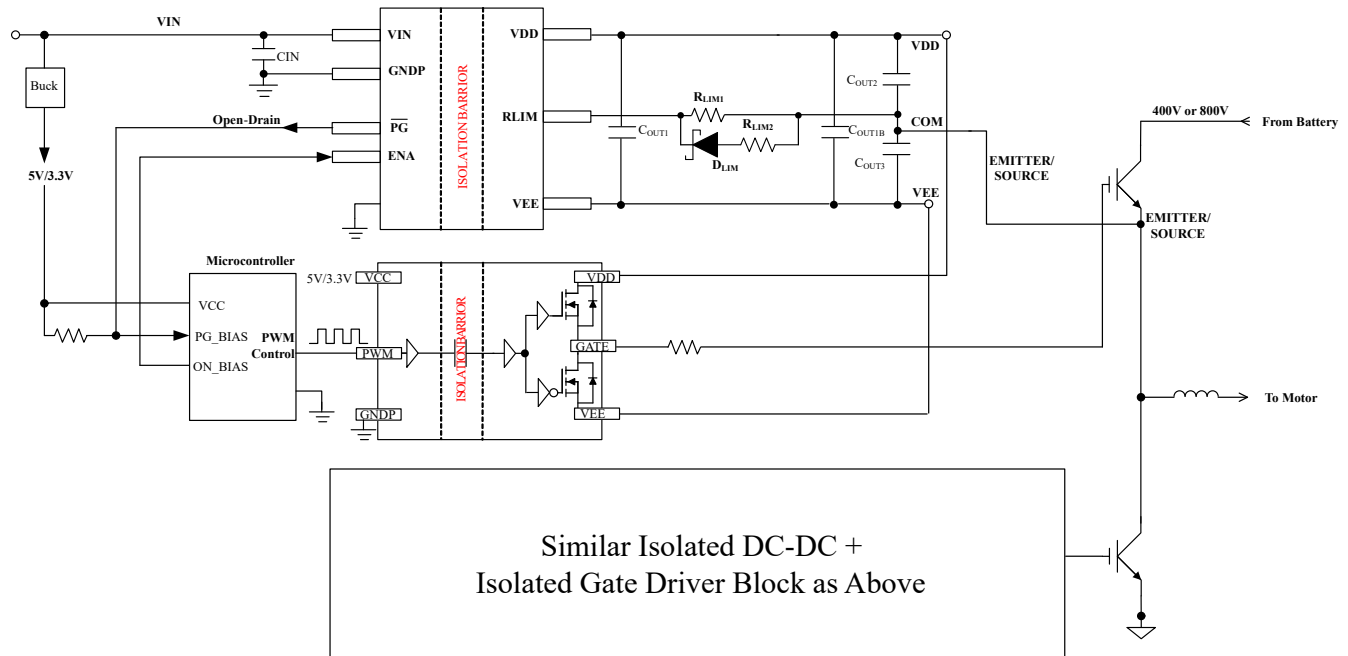 VIN
VIN
CIN
GNDP
Buck
Open-Drain
PG
ENA
5V/3.3V
ISOLATION BARRIER
VDD
RLIM
VEE
COUT1
RLIM1
RLIM2
DLIM
COUT1B
COUT2
COUT3
VDD
COM
VEE
EMITTER/
SOURCE
400V or 800V
From Battery
EMITTER/
SOURCE
Microcontroller
VCC
PG_BIAS
ON_BIAS
PWM
Control
5V/3.3V
VCC
PWM
GNDP
ISOLATION BARRIER
VDD
GATE
VEE
To Motor
Similar Isolated DC-DC +
Isolated Gate Driver Block as Above